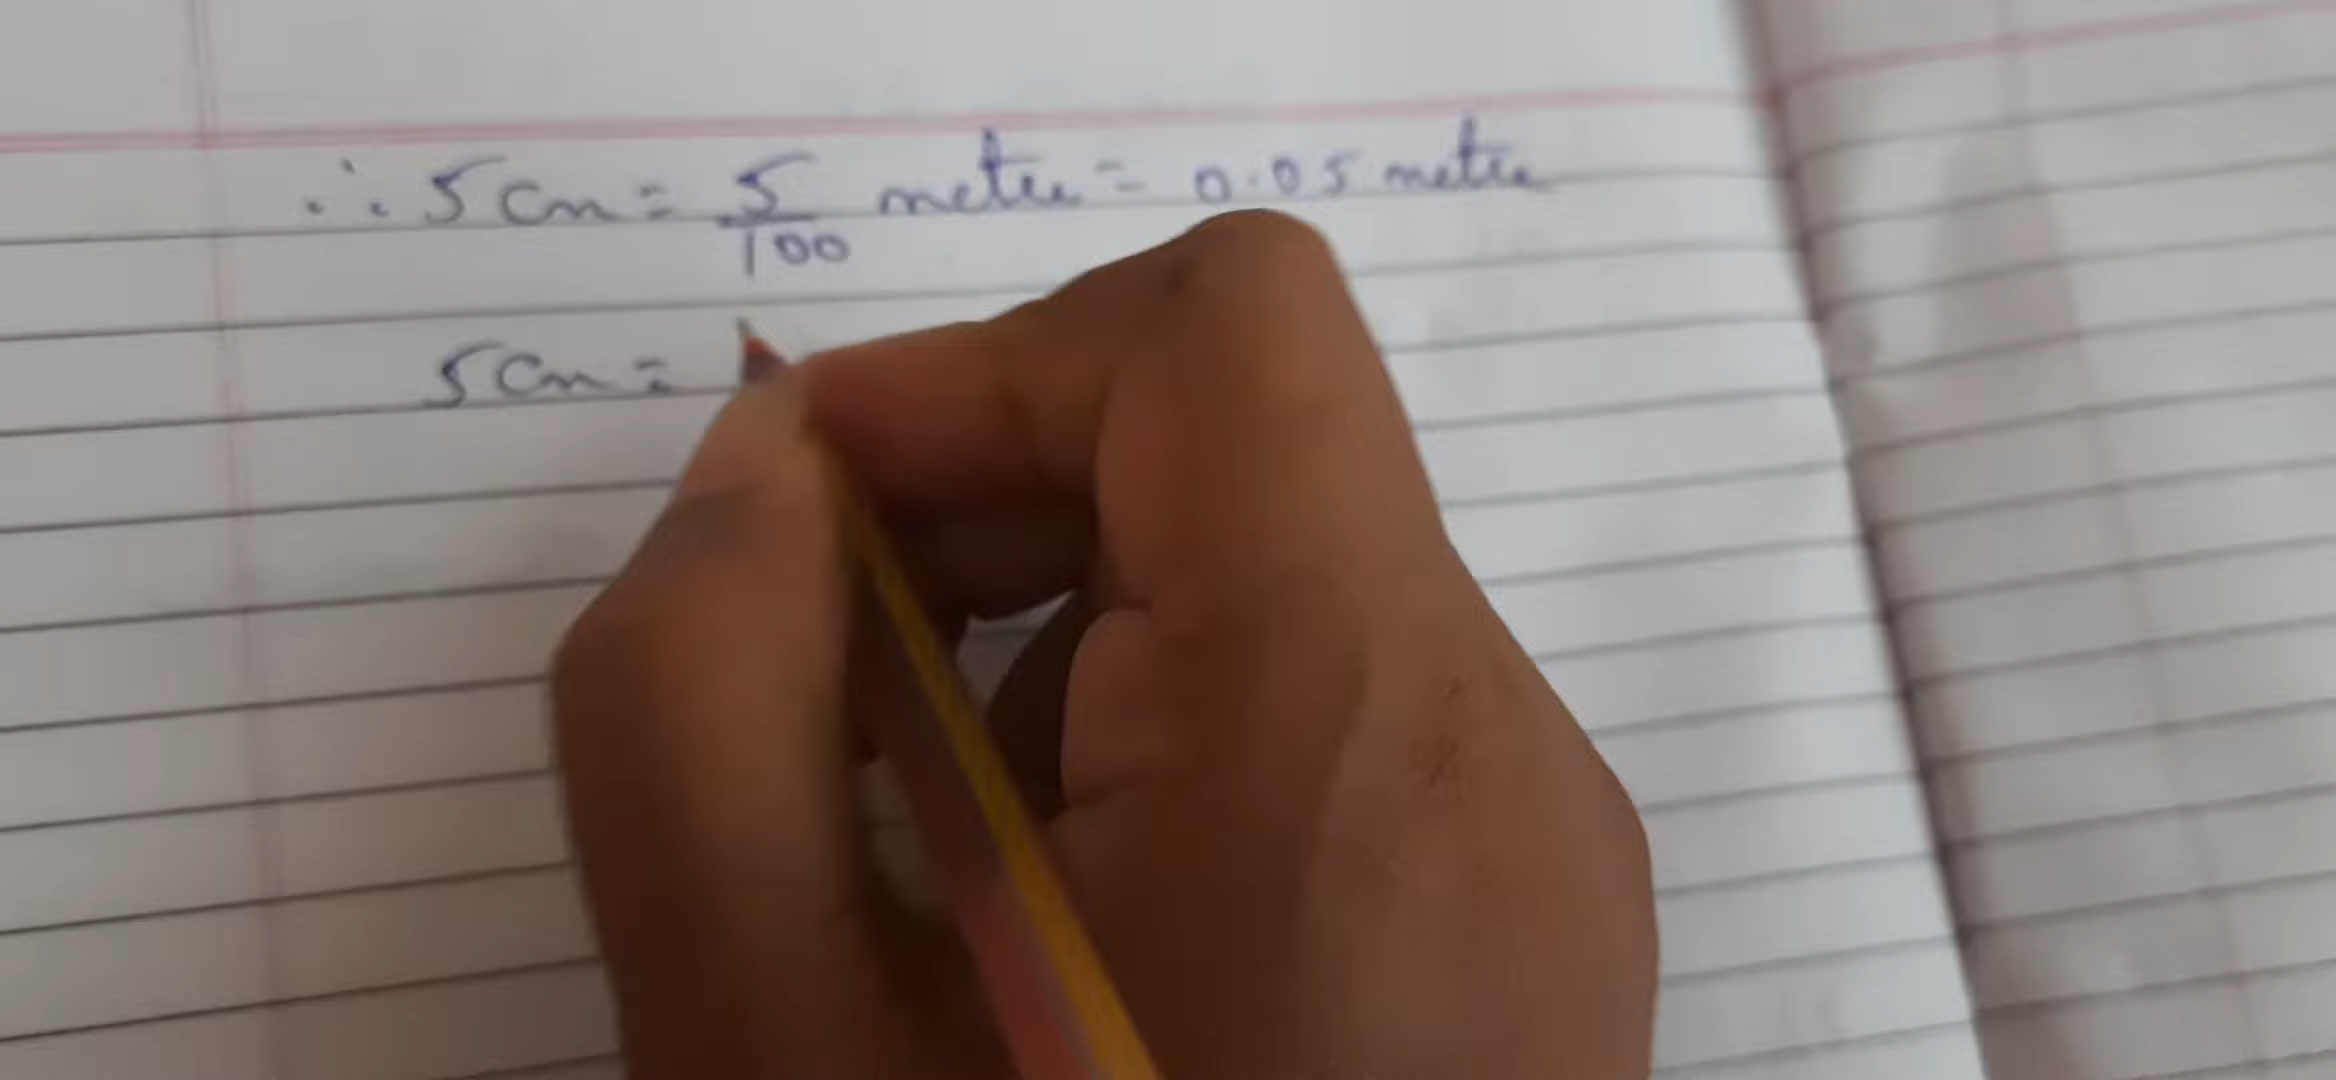 ∴ 5 cm = 5/100 metre = 0.05 metre
5 cm =